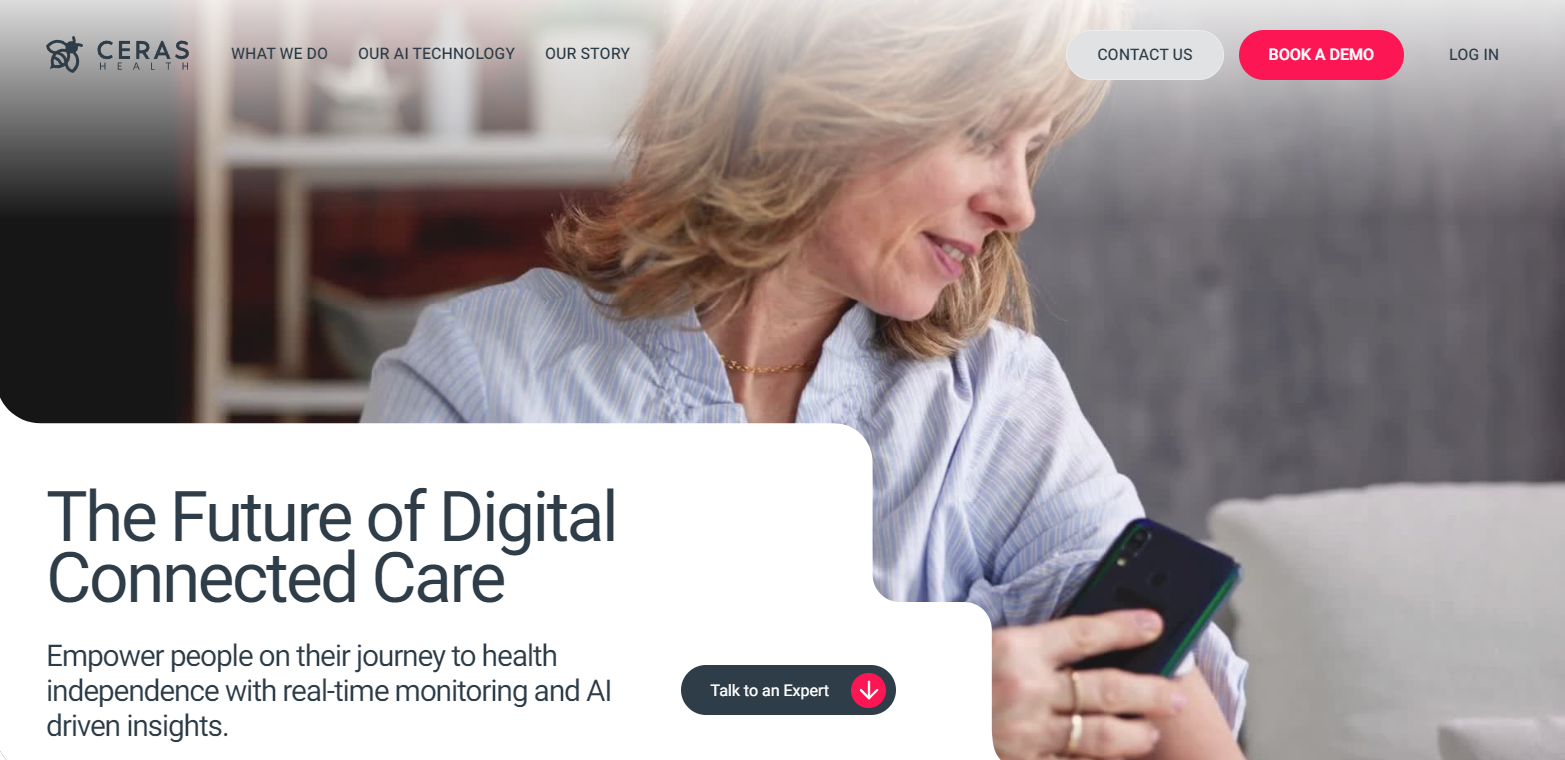 CERAS
HEALTH
WHAT WE DO
OUR AI TECHNOLOGY
OUR STORY
CONTACT US
BOOK A DEMO
LOG IN
The Future of Digital
Connected Care
Empower people on their journey to health
independence with real-time monitoring and AI
driven insights.
Talk to an Expert